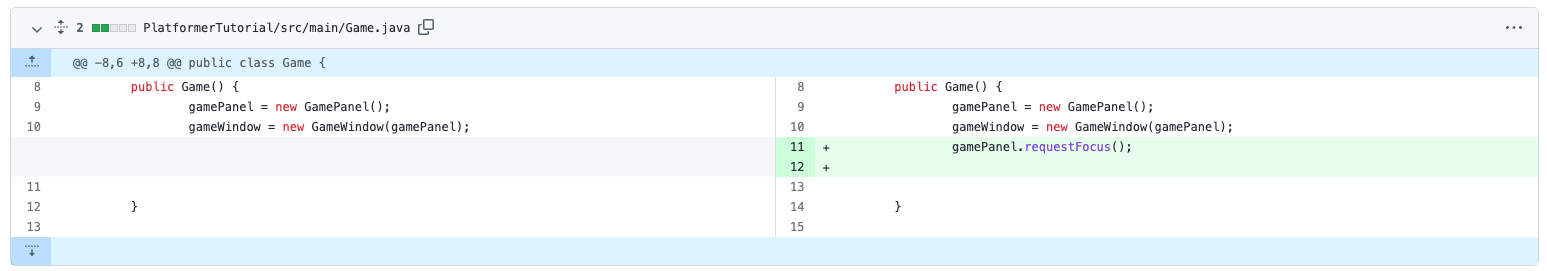 2 PlatformerTutorial/src/main/Game.java
@@ -8,6 +8,8 @@ public class Game {
8 public Game() { 8 public Game() {
9 gamePanel = new GamePanel(); 9 gamePanel = new GamePanel();
10 gameWindow = new GameWindow(gamePanel); 10 gameWindow = new GameWindow(gamePanel);
11 + gamePanel.requestFocus();
12 +
11 13
12 } 14 }
13 15